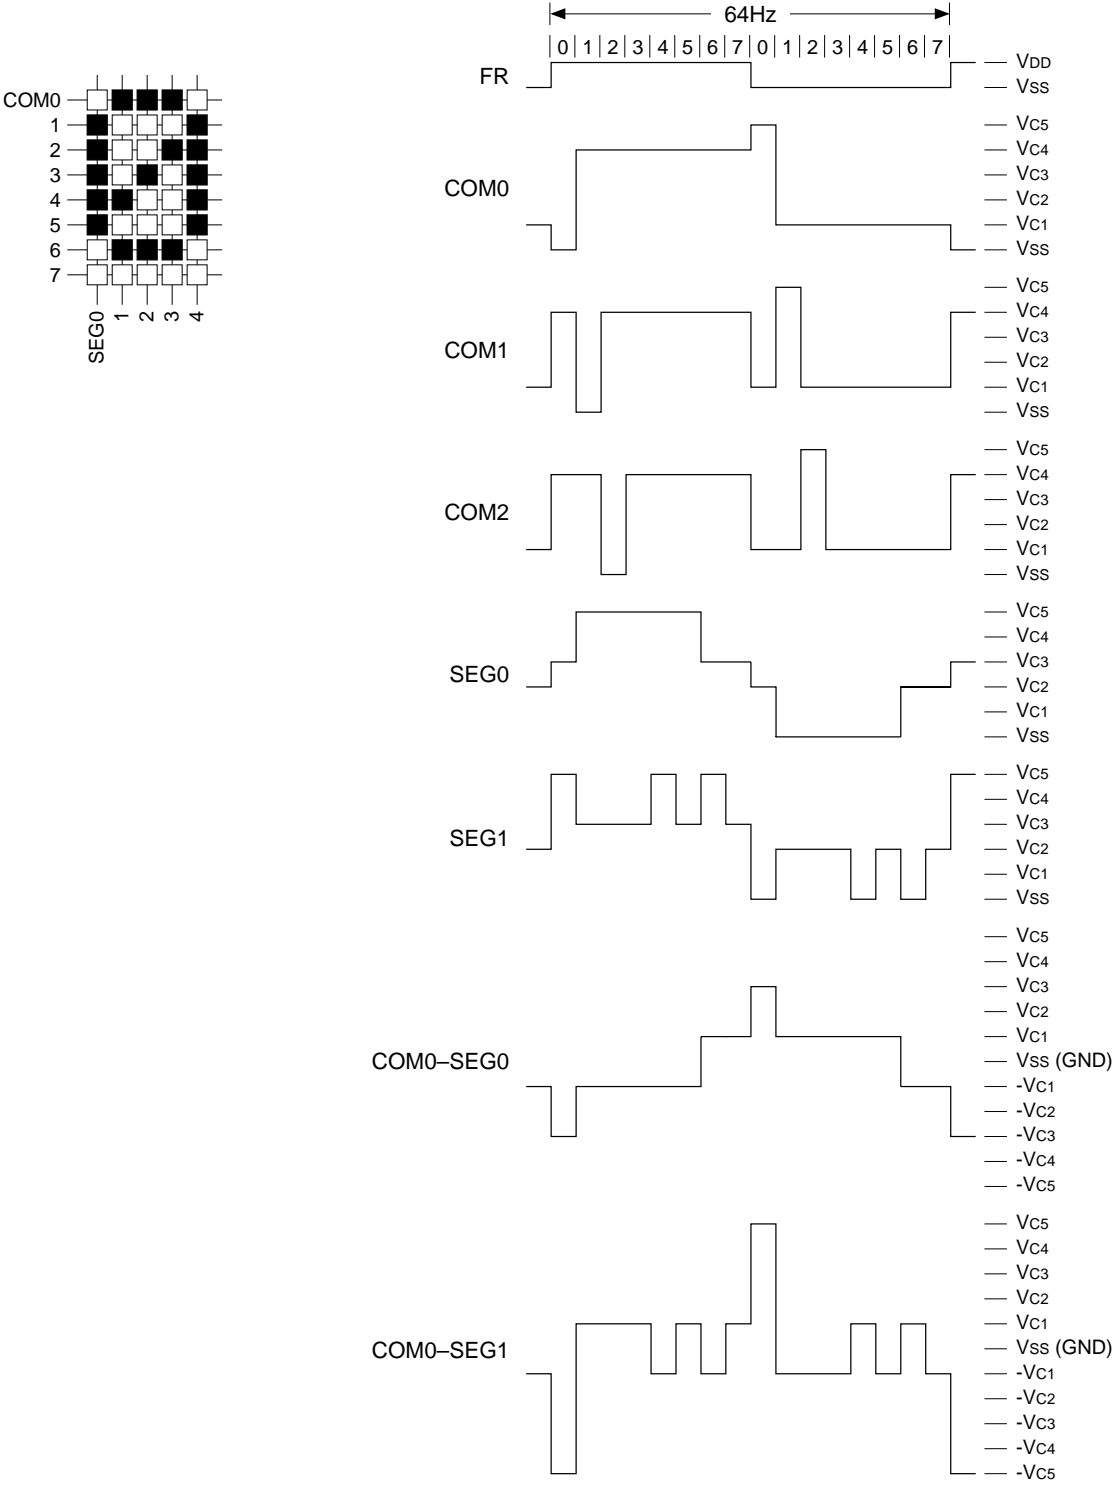 64Hz
0 1 2 3 4 5 6 7 0 1 2 3 4 5 6 7
FR
VDD
VSS
COM0
1
2
3
4
5
6
7
SEG0
1
2
3
4
COM0
VC5
VC4
VC3
VC2
VC1
VSS
COM1
VC5
VC4
VC3
VC2
VC1
VSS
COM2
VC5
VC4
VC3
VC2
VC1
VSS
SEG0
VC5
VC4
VC3
VC2
VC1
VSS
SEG1
VC5
VC4
VC3
VC2
VC1
VSS
COM0–SEG0
VC5
VC4
VC3
VC2
VC1
VSS (GND)
-VC1
-VC2
-VC3
-VC4
-VC5
COM0–SEG1
VC5
VC4
VC3
VC2
VC1
VSS (GND)
-VC1
-VC2
-VC3
-VC4
-VC5